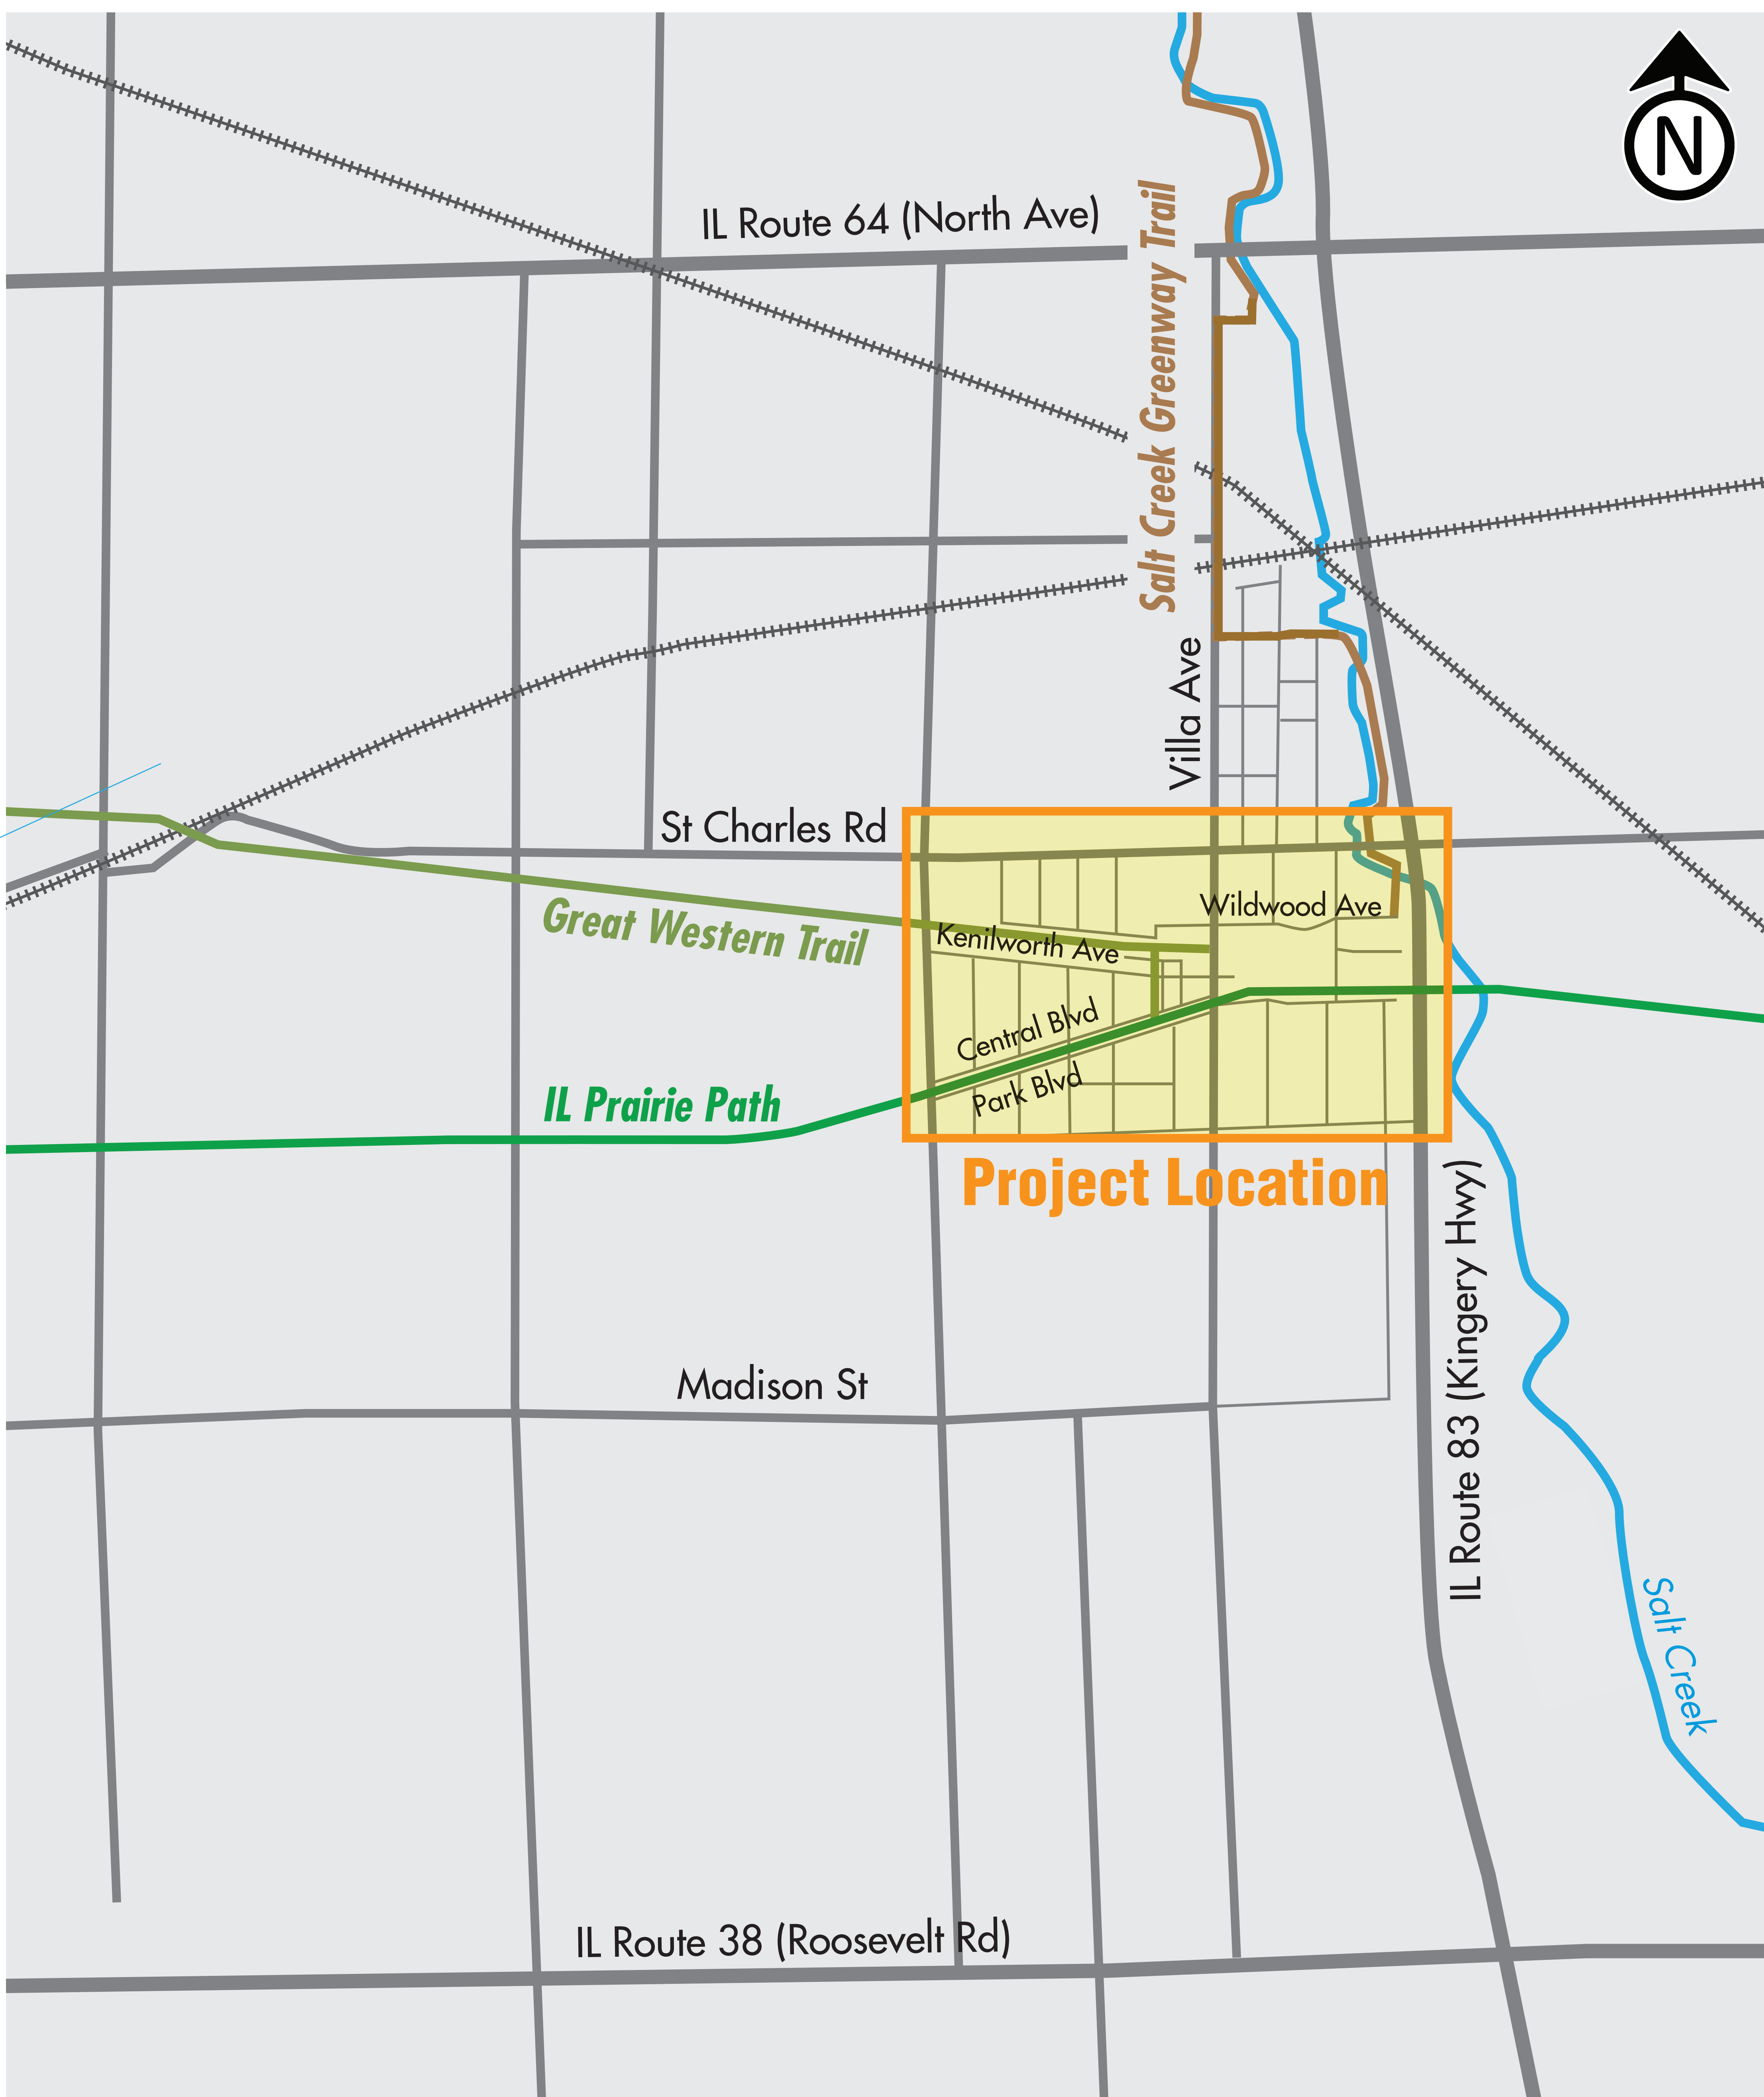 N
IL Route 64 (North Ave)
Salt Creek Greenway Trail
Villa Ave
St Charles Rd
Wildwood Ave
Great Western Trail
Kenilworth Ave
Central Blvd
Park Blvd
IL Prairie Path
Project Location
IL Route 83 (Kingery Hwy)
Madison St
Salt Creek
IL Route 38 (Roosevelt Rd)